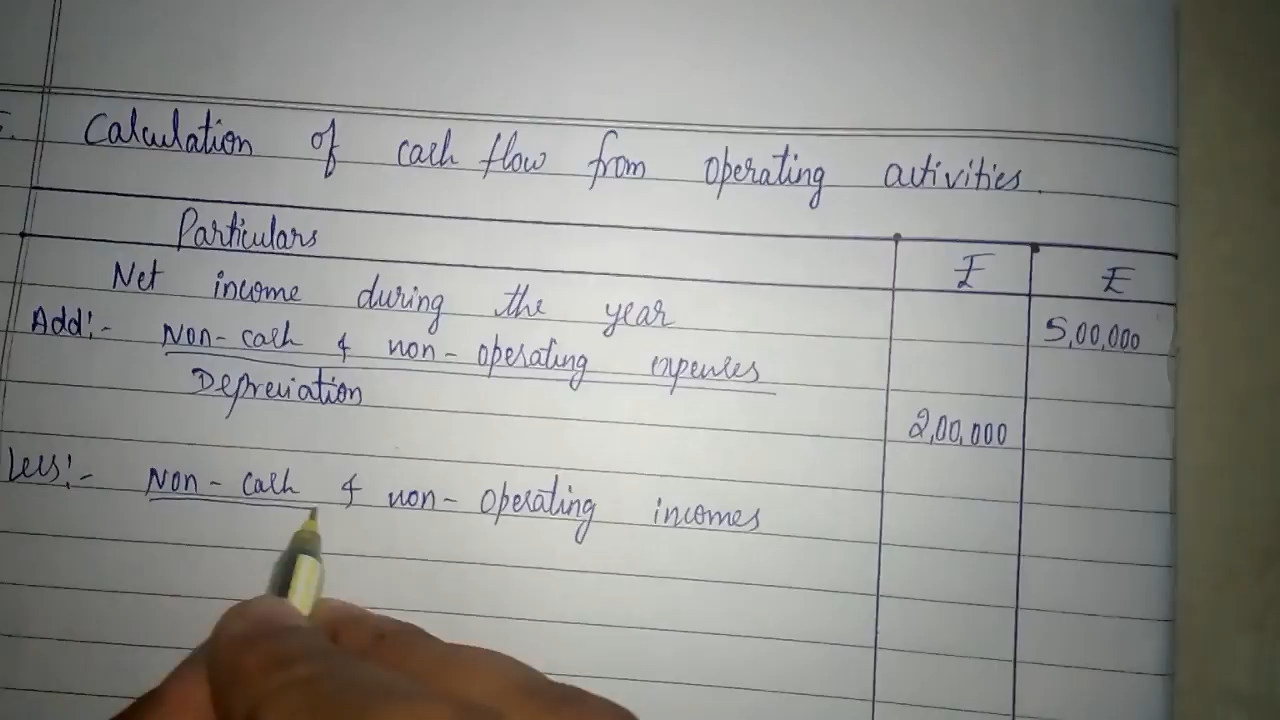 Calculation of cash flow from operating activities.
Particulars ₹ ₹
Net income during the year 5,00,000
Add:- Non-cash & non-operating expenses
Depreciation 2,00,000
Less:- Non-cash & non-operating incomes